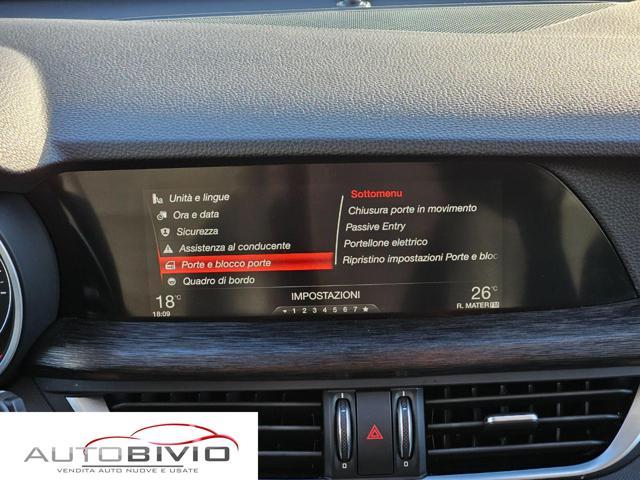 Unità e lingue
Ora e data
Sicurezza
Assistenza al conducente
Porte e blocco porte
Quadro di bordo
Sottomenu
Chiusura porte in movimento
Passive Entry
Portellone elettrico
Ripristino impostazioni Porte e bloc
18°C
18:09
IMPOSTAZIONI
1 2 3 4 5 6 7
26°C
R. MATER FM
AUTOBIVIO
VENDITA AUTO NUOVE E USATE